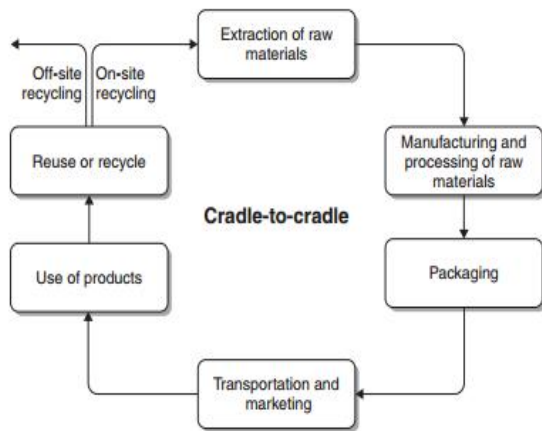 Extraction of raw
materials
Off-site
recycling
On-site
recycling
Reuse or recycle
Manufacturing and
processing of raw
materials
Cradle-to-cradle
Use of products
Packaging
Transportation and
marketing